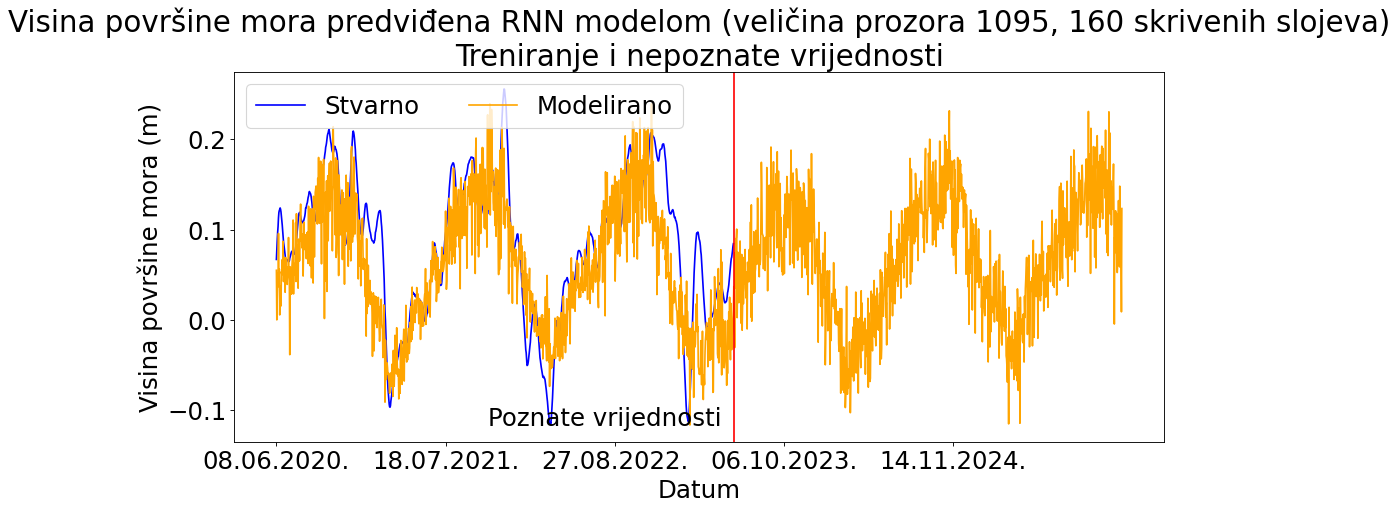 Visina površine mora predviđena RNN modelom (veličina prozora 1095, 160 skrivenih slojeva)
Treniranje i nepoznate vrijednosti
Stvarno Modelirano
Visina površine mora (m)
0.2
0.1
0.0
−0.1
Poznate vrijednosti
08.06.2020. 18.07.2021. 27.08.2022. 06.10.2023. 14.11.2024.
Datum